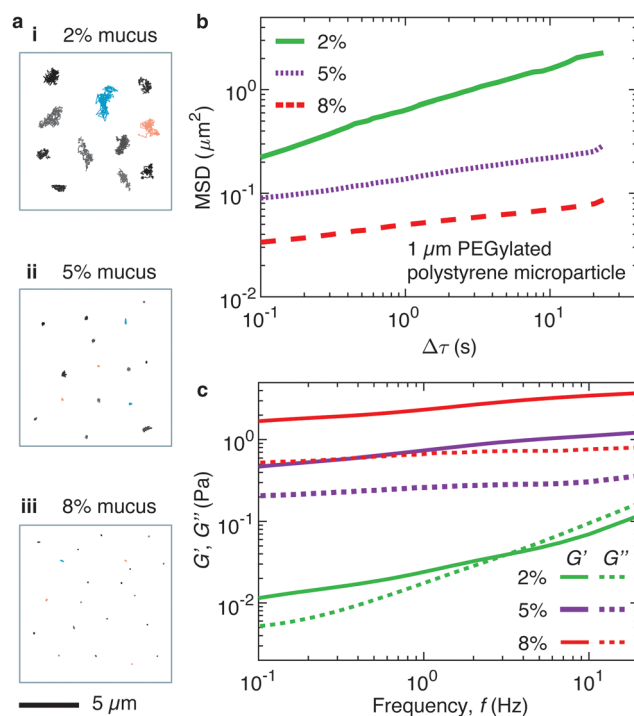 a
i 2% mucus
ii 5% mucus
iii 8% mucus
5 μm
b
2%
5%
8%
MSD (μm²)
10⁰
10⁻¹
10⁻²
1 μm PEGylated
polystyrene microparticle
10⁻¹ 10⁰ 10¹
Δτ (s)
c
G', G'' (Pa)
10⁰
10⁻¹
10⁻²
G' G''
2%
5%
8%
10⁻¹ 10⁰ 10¹
Frequency, f (Hz)